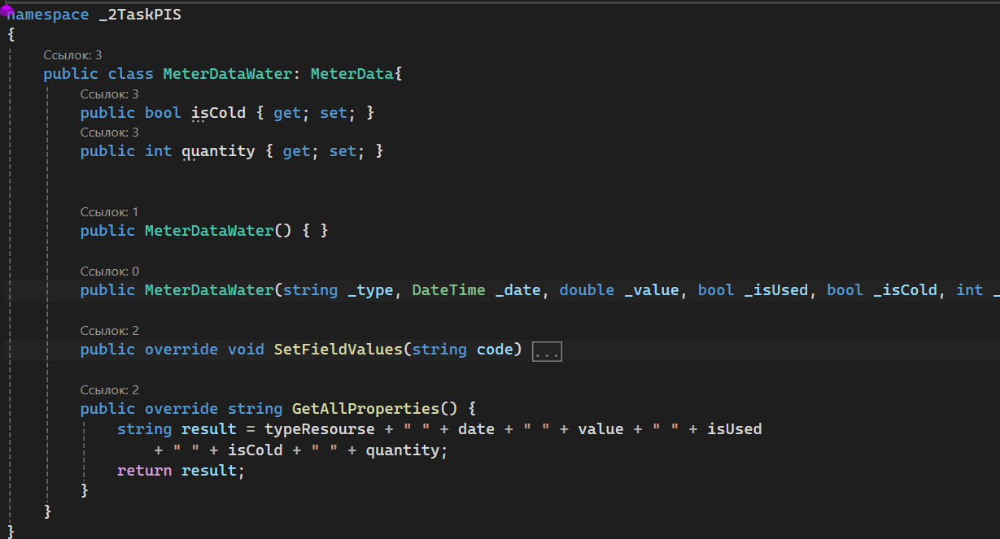 namespace _2TaskPIS
{
Ссылок: 3
public class MeterDataWater: MeterData{
Ссылок: 3
public bool isCold { get; set; }
Ссылок: 3
public int quantity { get; set; }
Ссылок: 1
public MeterDataWater() { }
Ссылок: 0
public MeterDataWater(string _type, DateTime _date, double _value, bool _isUsed, bool _isCold, int _
Ссылок: 2
public override void SetFieldValues(string code) ...
Ссылок: 2
public override string GetAllProperties() {
string result = typeResourse + " " + date + " " + value + " " + isUsed
+ " " + isCold + " " + quantity;
return result;
}
}
}